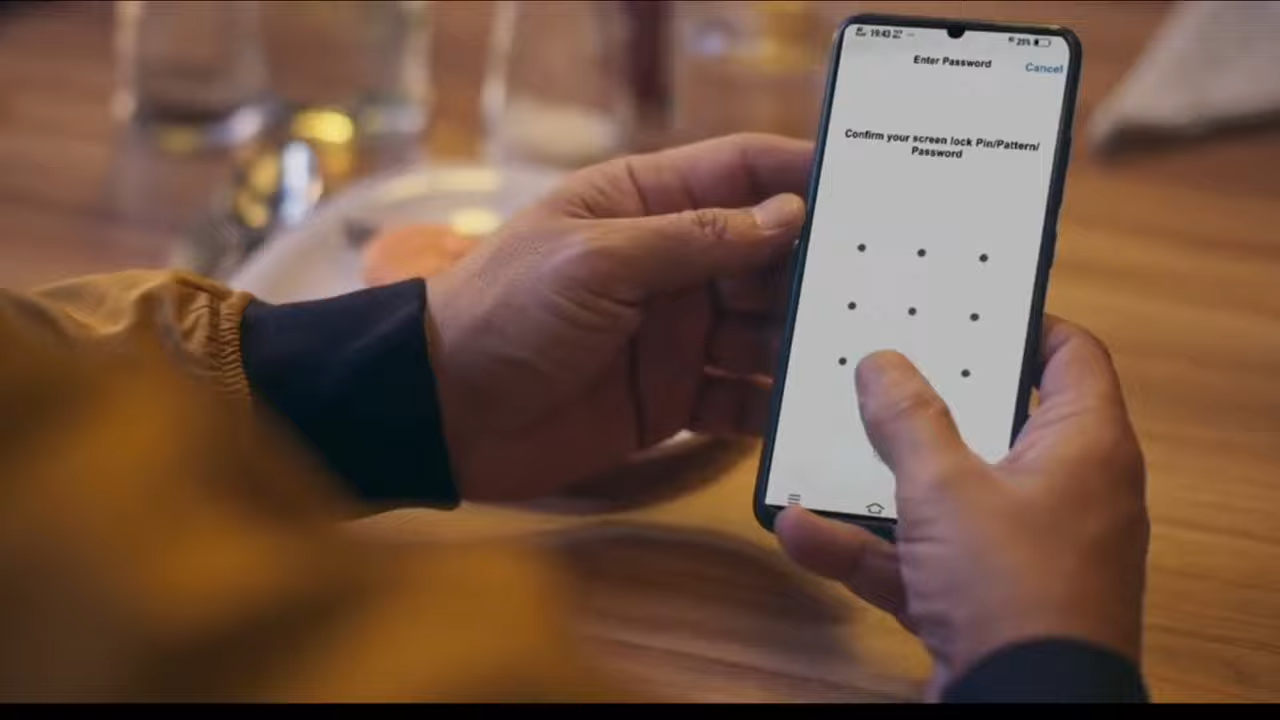 19:43
25%
Enter Password
Cancel
Confirm your screen lock Pin/Pattern/
Password